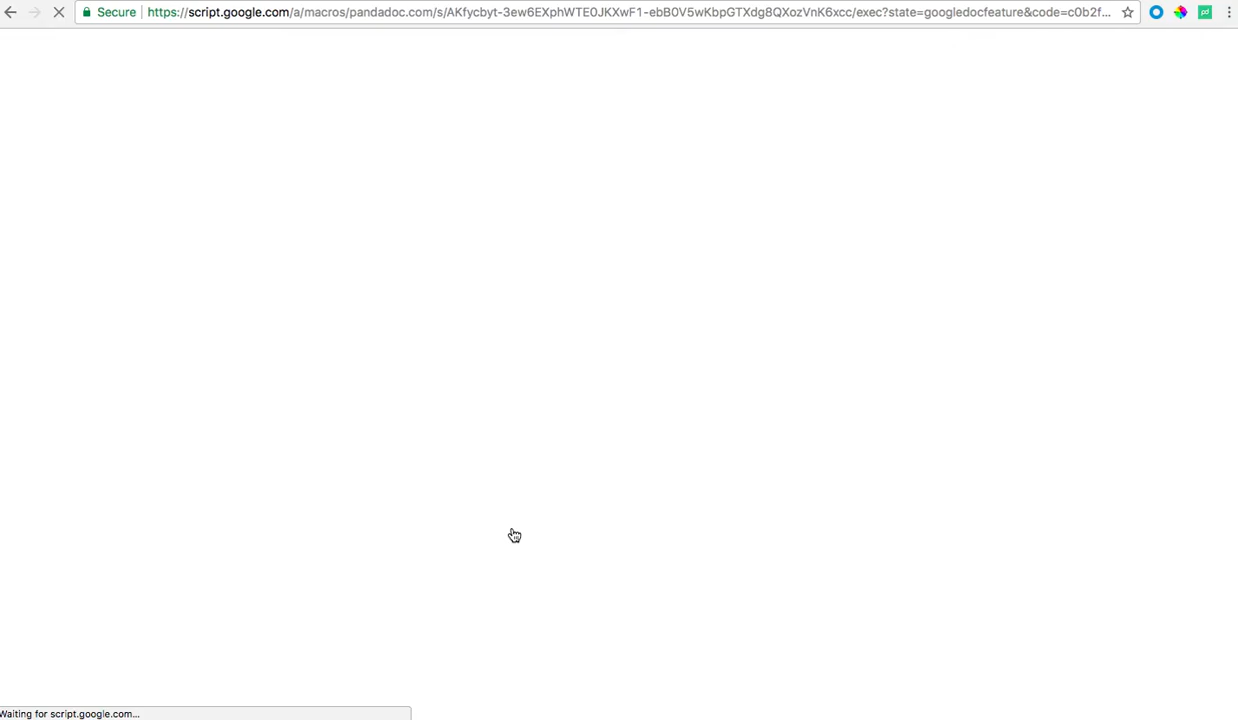 Secure https://script.google.com/a/macros/pandadoc.com/s/AKfycbyt-3ew6EXphWTE0JKXwF1-ebB0V5wKbpGTXdg8QXozVnK6xcc/exec?state=googledocfeature&code=c0b2f...
pd
Waiting for script.google.com...